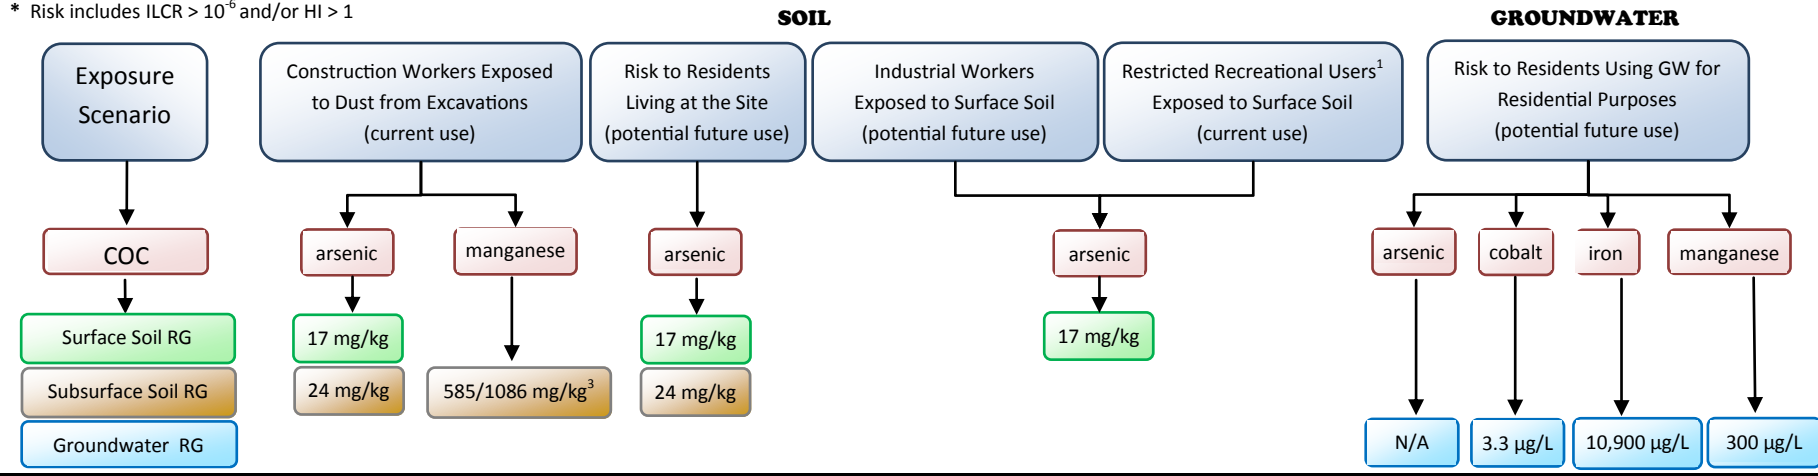 * Risk includes ILCR > 10⁻⁶ and/or HI > 1
SOIL
GROUNDWATER
Exposure
Scenario
Construction Workers Exposed
to Dust from Excavations
(current use)
Risk to Residents
Living at the Site
(potential future use)
Industrial Workers
Exposed to Surface Soil
(potential future use)
Restricted Recreational Users¹
Exposed to Surface Soil
(current use)
Risk to Residents Using GW for
Residential Purposes
(potential future use)
COC
arsenic
manganese
arsenic
arsenic
arsenic
cobalt
iron
manganese
Surface Soil RG
17 mg/kg
17 mg/kg
17 mg/kg
Subsurface Soil RG
24 mg/kg
585/1086 mg/kg³
24 mg/kg
Groundwater RG
N/A
3.3 µg/L
10,900 µg/L
300 µg/L